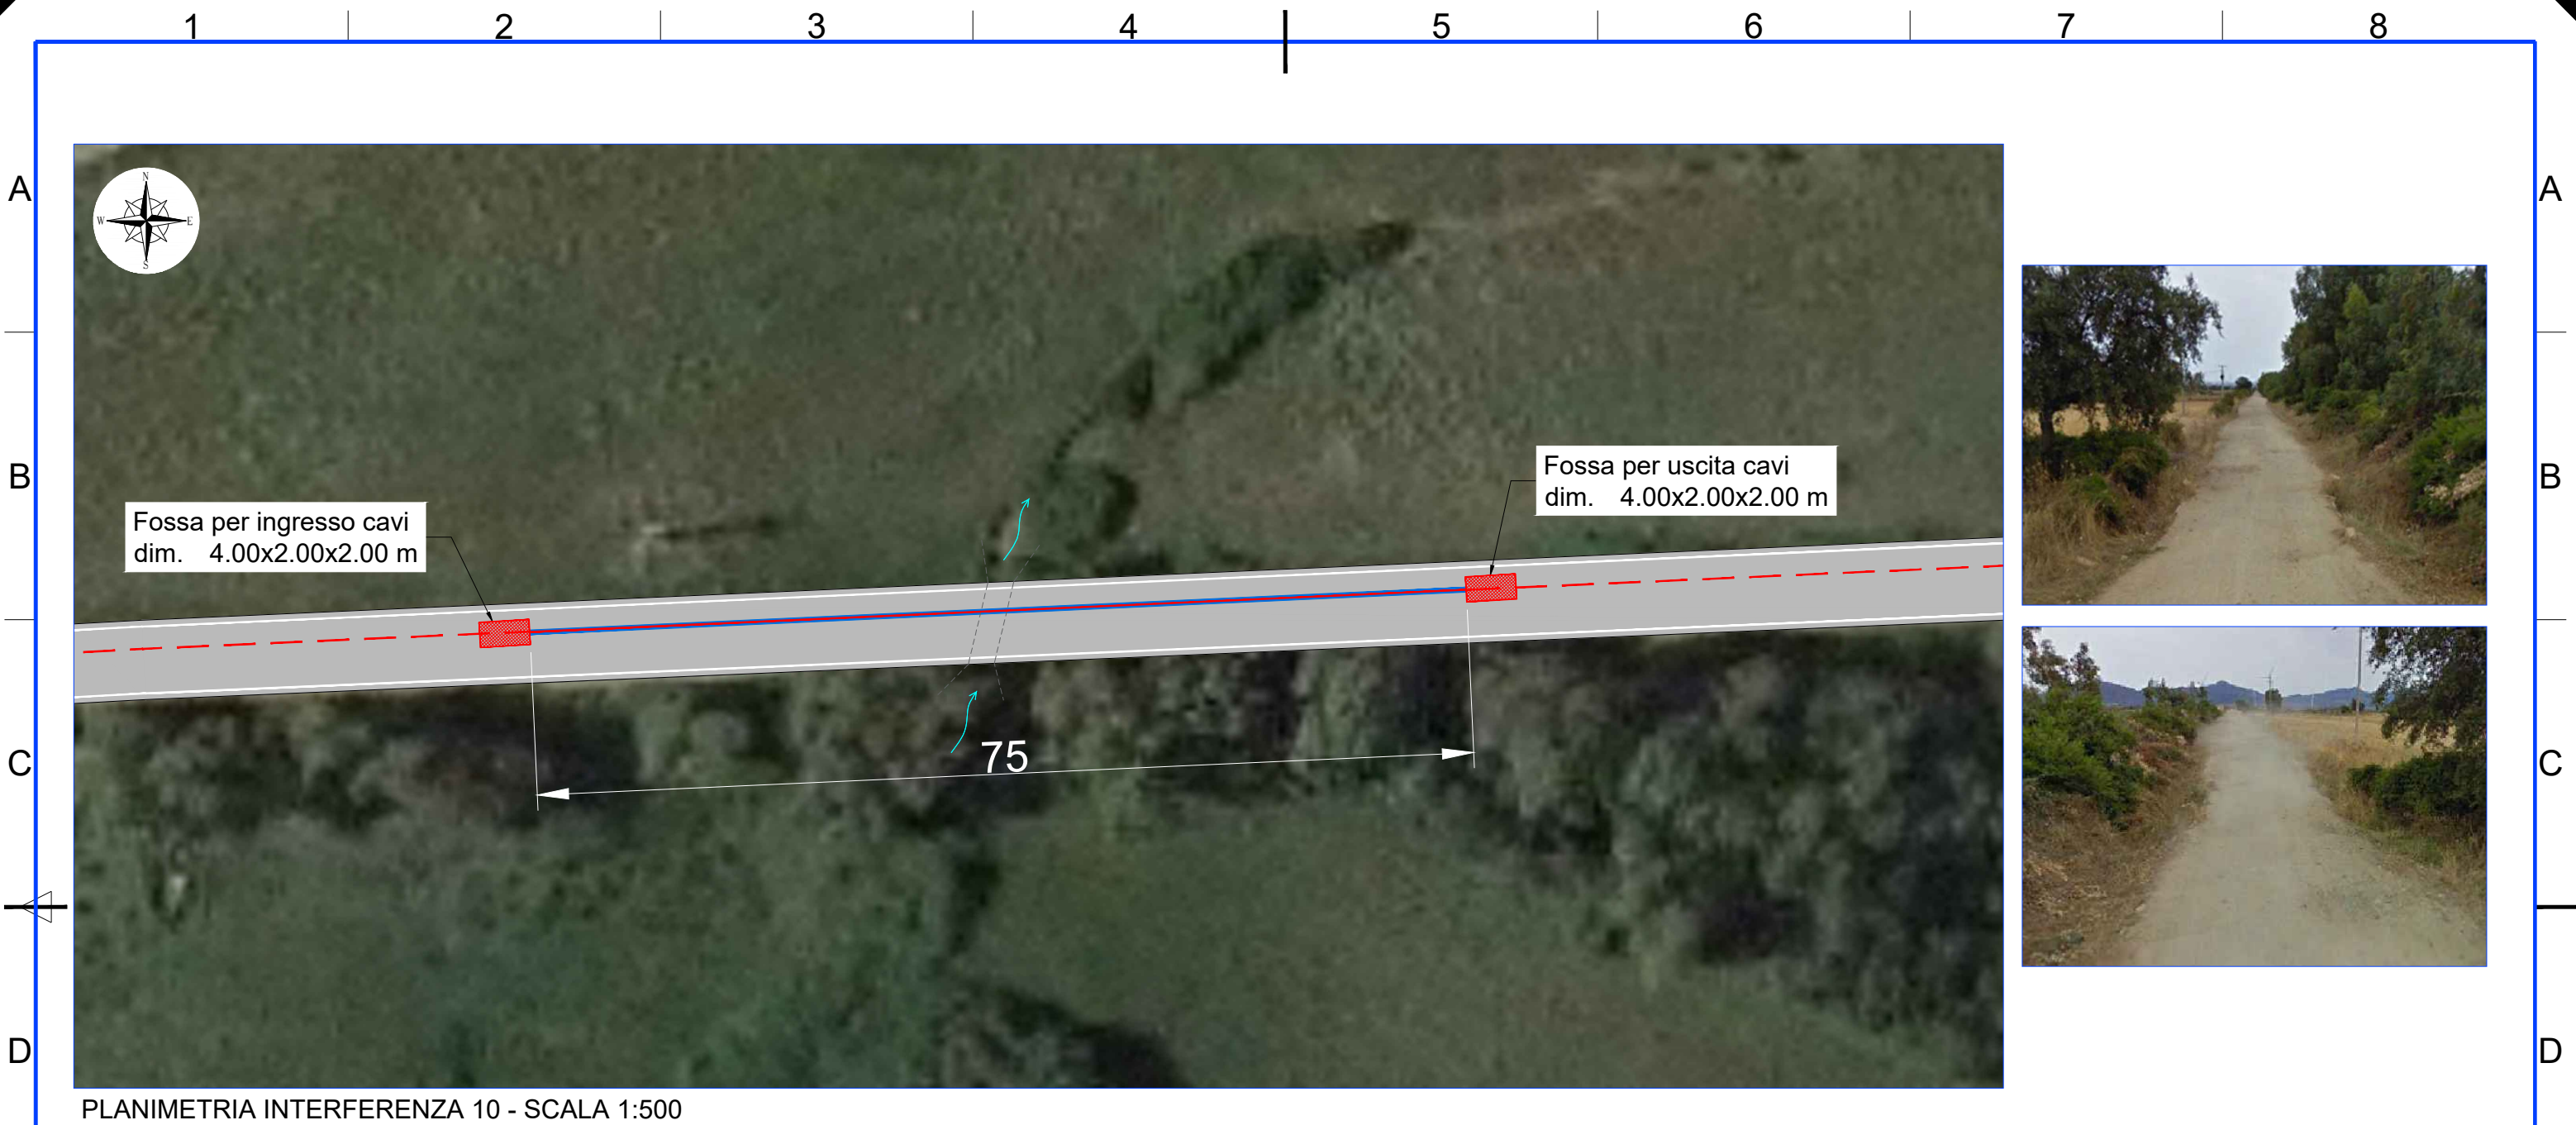 1 2 3 4 5 6 7 8
A A
N
W E
S
B B
Fossa per uscita cavi
dim. 4.00x2.00x2.00 m
Fossa per ingresso cavi
dim. 4.00x2.00x2.00 m
C C
75
D D
PLANIMETRIA INTERFERENZA 10 - SCALA 1:500